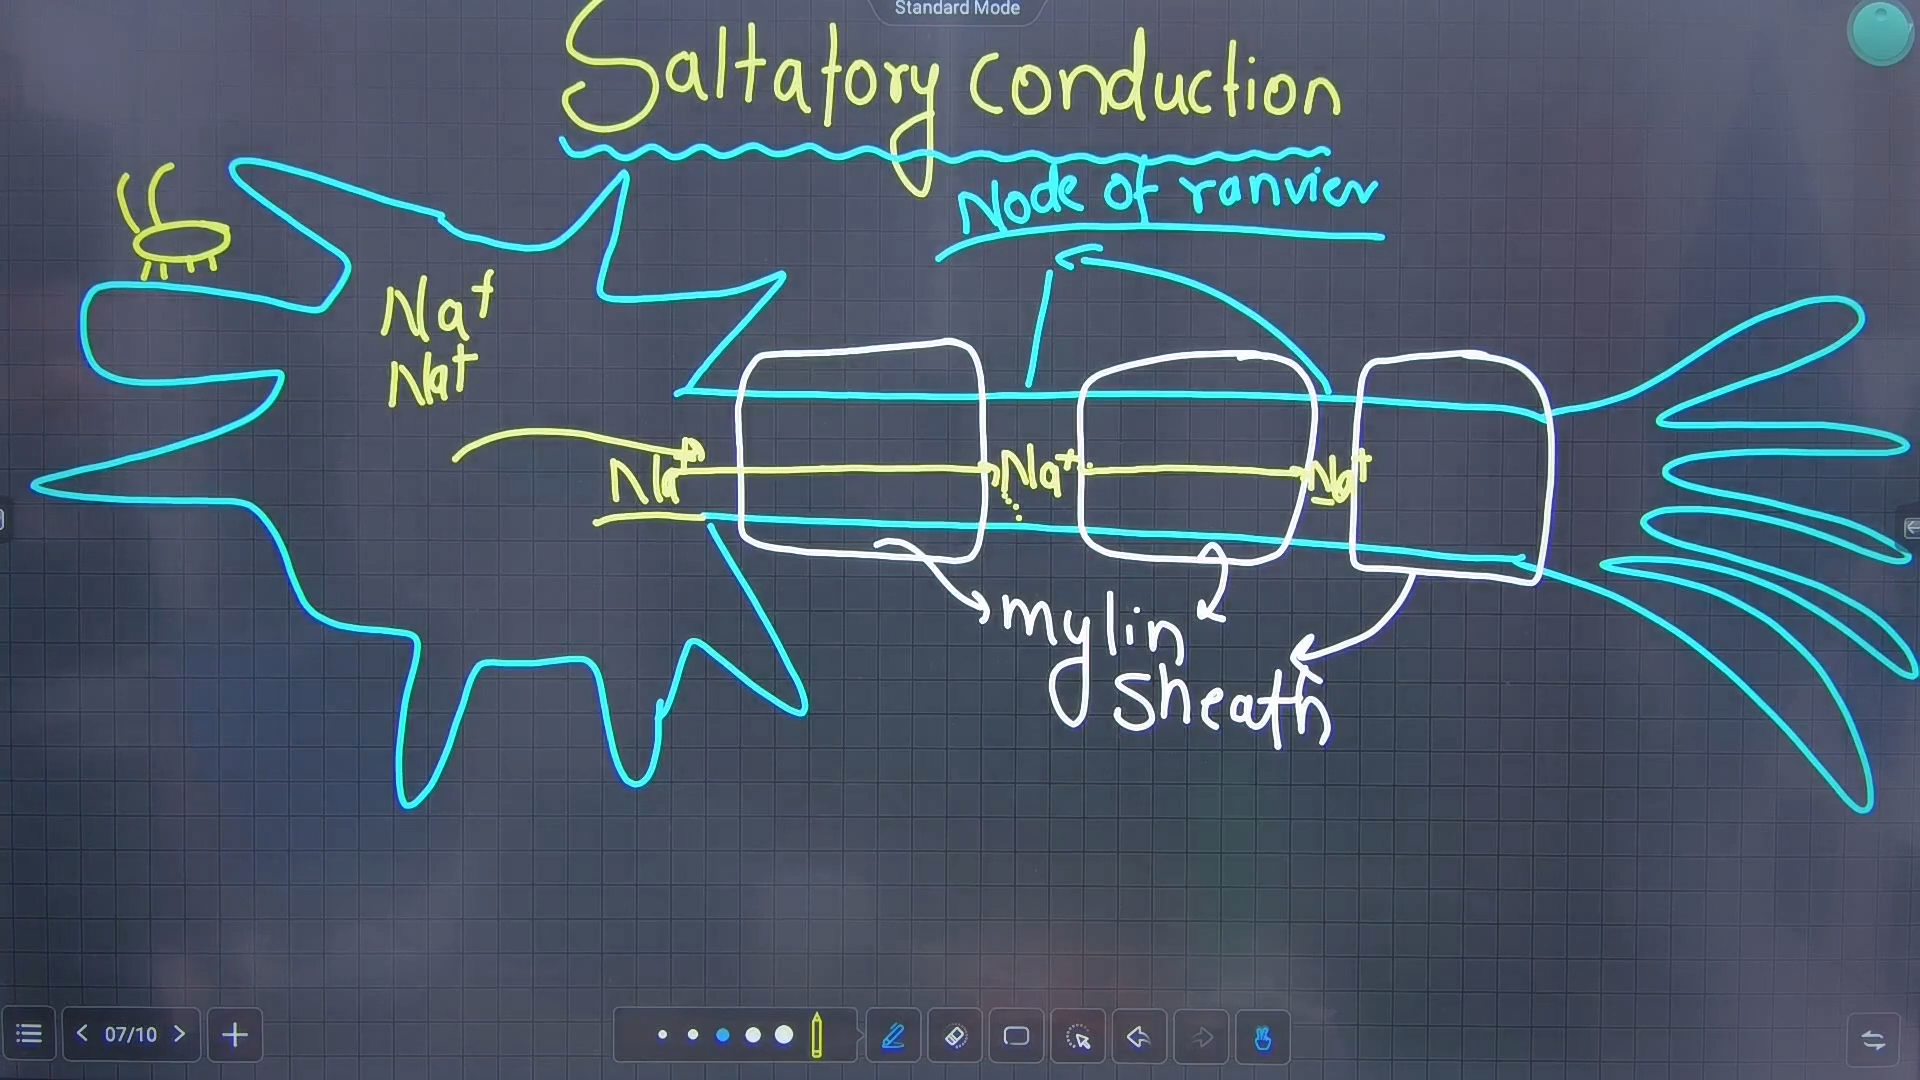 Standard Mode
Saltatory conduction
Node of ranvier
Na+
Na+
Na+ Na+ Na+
mylin
sheath
07/10